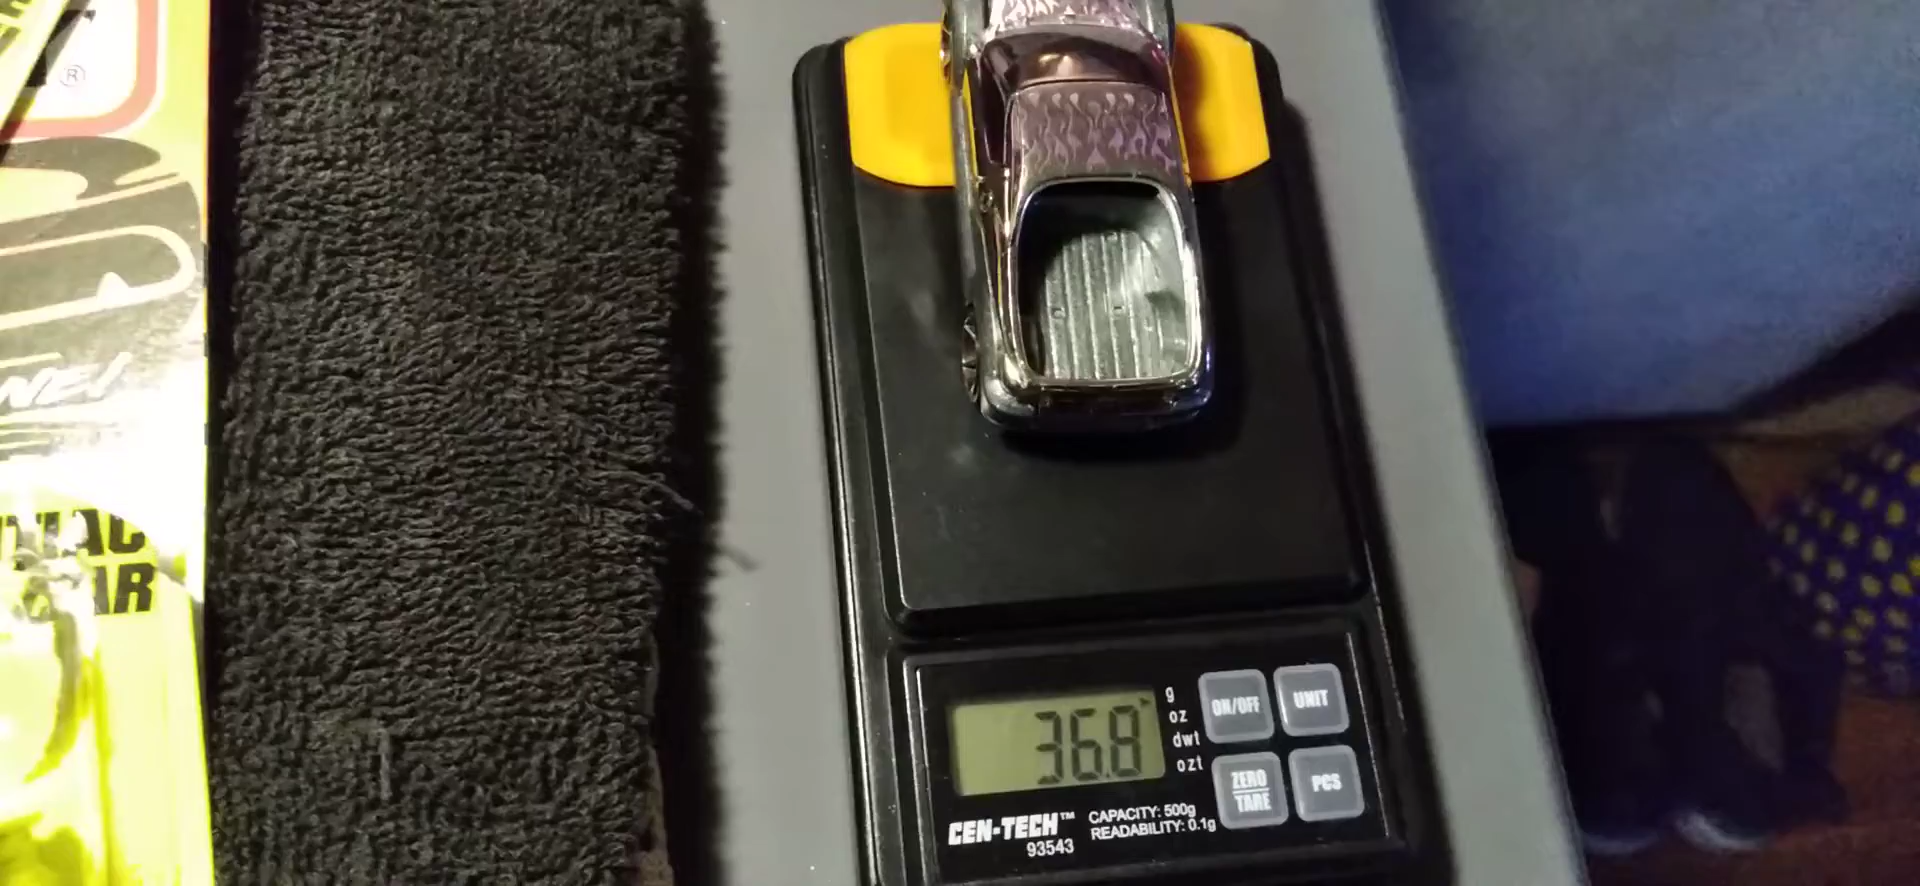 ®
36.8
g
oz
dwt
ozt
ON/OFF
UNIT
ZERO
TARE
PCS
CEN-TECH™
93543
CAPACITY: 500g
READABILITY: 0.1g